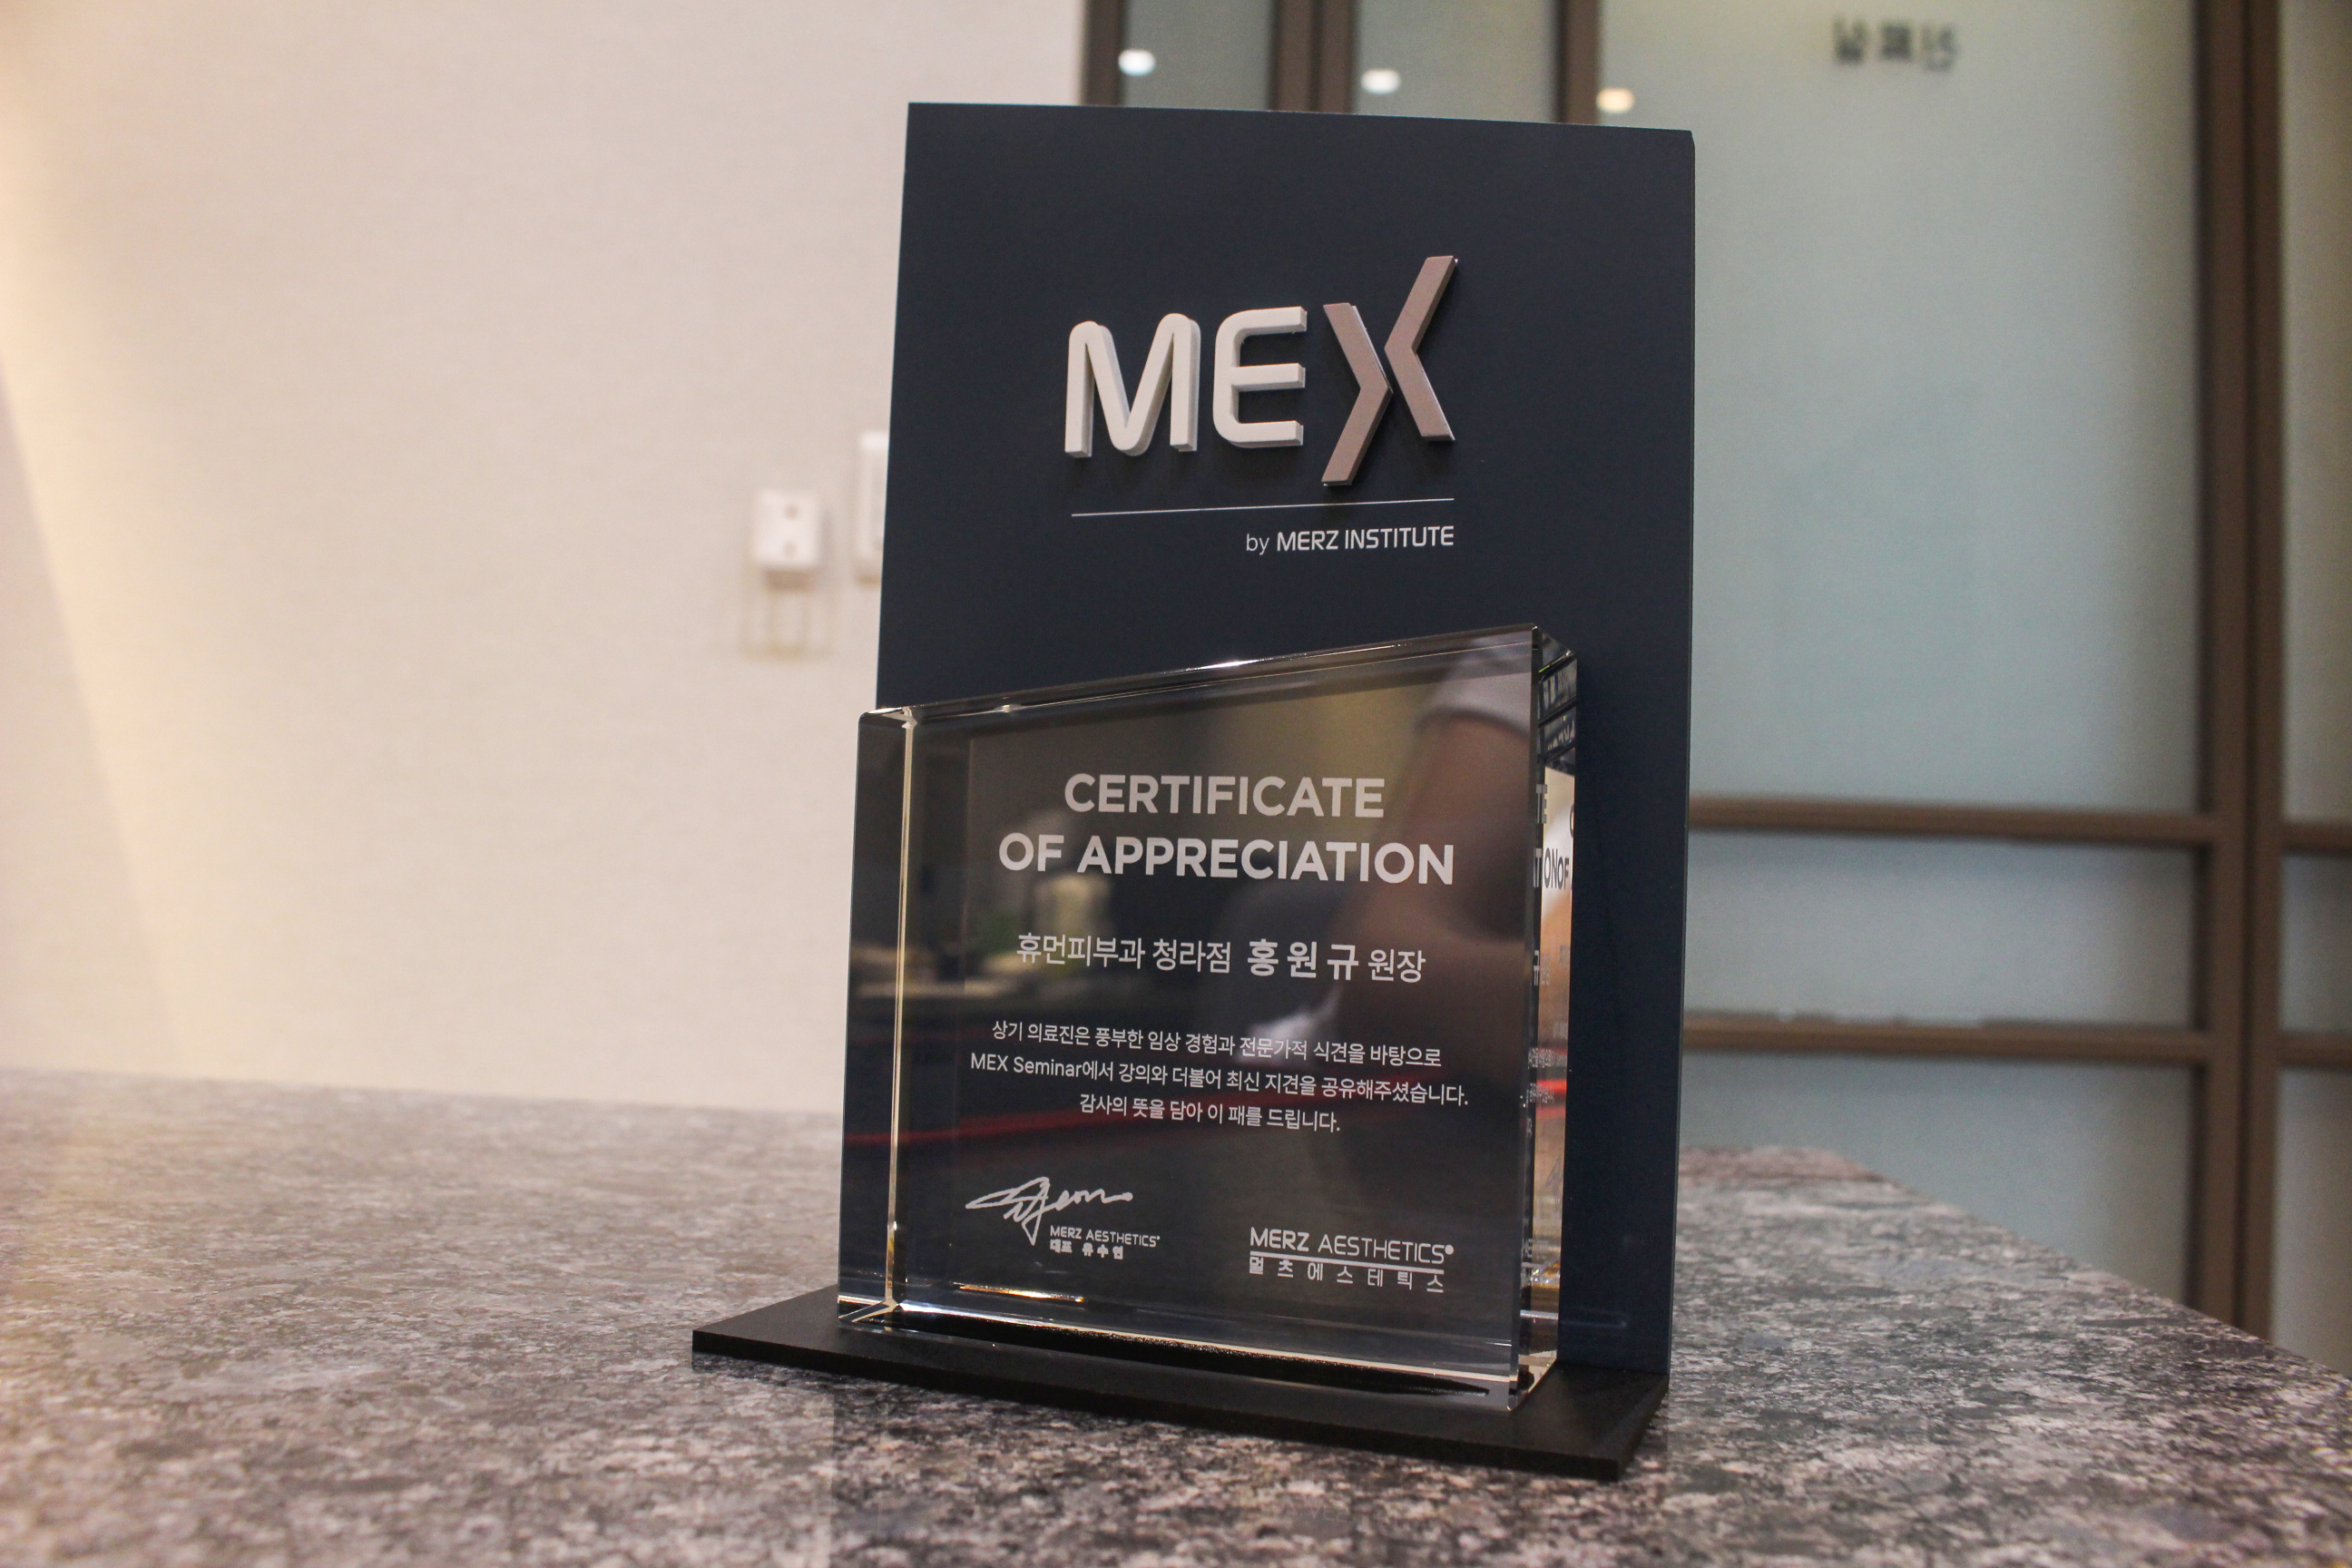 MEX
by MERZ INSTITUTE
CERTIFICATE
OF APPRECIATION
휴먼피부과 청라점 홍원규 원장
상기 의료진은 풍부한 임상 경험과 전문가적 식견을 바탕으로
MEX Seminar에서 강의와 더불어 최신 지견을 공유해주셨습니다.
감사의 뜻을 담아 이 패를 드립니다.
MERZ AESTHETICS®
대표 유수연
MERZ AESTHETICS®
멀츠에스테틱스